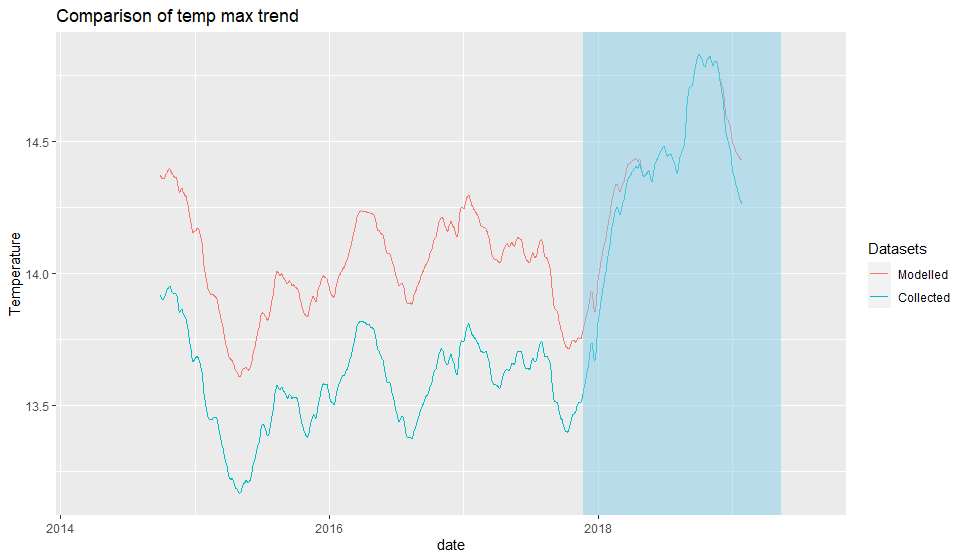 Comparison of temp max trend
14.5
14.0
13.5
Temperature
2014
2016
2018
date
Datasets
Modelled
Collected